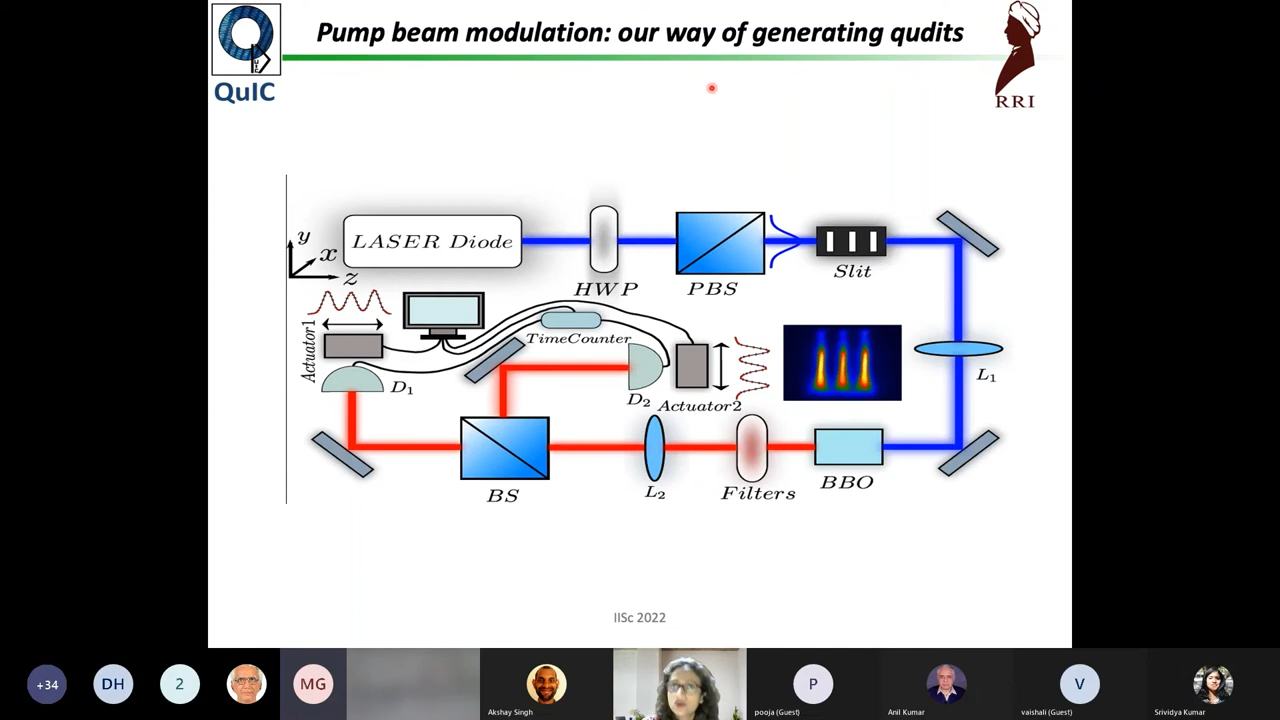 Pump beam modulation: our way of generating qudits
QuIC
RRI
y
x
z
LASER Diode
HWP
PBS
Slit
Actuator1
TimeCounter
D1
D2
Actuator2
L1
BS
L2
Filters
BBO
IISc 2022
+34
DH
2
MG
Akshay Singh
P
pooja (Guest)
Anil Kumar
V
vaishali (Guest)
Srividya Kumar